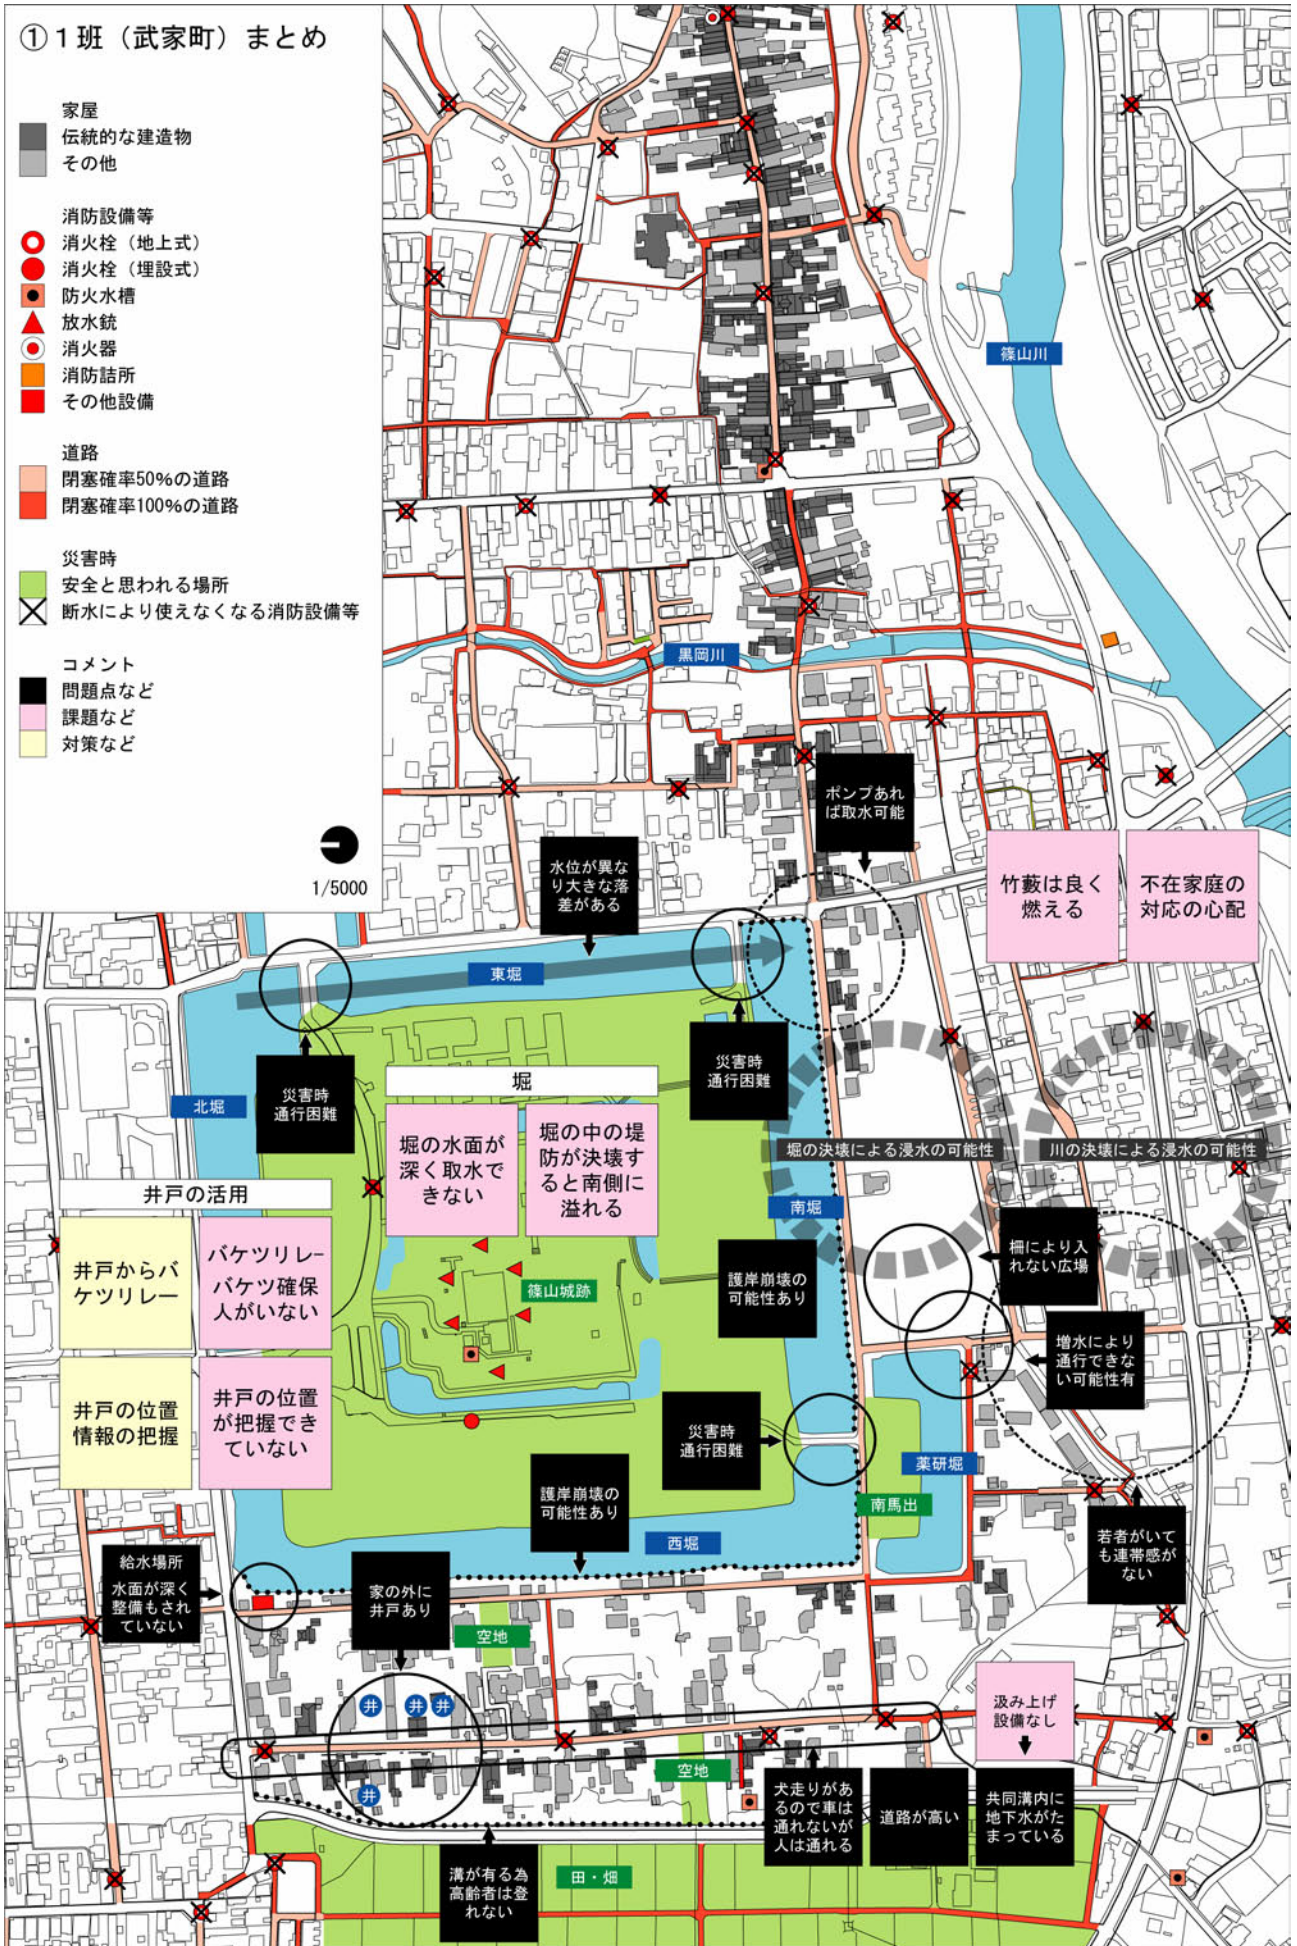 ①１班（武家町）まとめ
家屋
伝統的な建造物
その他
消防設備等
消火栓（地上式）
消火栓（埋設式）
防火水槽
放水銃
消火器
消防詰所
その他設備
道路
閉塞確率50%の道路
閉塞確率100%の道路
災害時
安全と思われる場所
断水により使えなくなる消防設備等
コメント
問題点など
課題など
対策など
1/5000
篠山川
黒岡川
ポンプあれ
ば取水可能
水位が異な
り大きな落
差がある
竹藪は良く
燃える
不在家庭の
対応の心配
東堀
災害時
通行困難
災害時
通行困難
北堀
堀
堀の水面が
深く取水で
きない
堀の中の堤
防が決壊す
ると南側に
溢れる
堀の決壊による浸水の可能性
川の決壊による浸水の可能性
井戸の活用
井戸からバ
ケツリレー
バケツリレー
バケツ確保
人がいない
井戸の位置
情報の把握
井戸の位置
が把握でき
ていない
南堀
柵により入
れない広場
護岸崩壊の
可能性あり
篠山城跡
増水により
通行できな
い可能性有
災害時
通行困難
薬研堀
南馬出
護岸崩壊の
可能性あり
西堀
若者がいて
も連帯感が
ない
給水場所
水面が深く
整備もされ
ていない
家の外に
井戸あり
空地
井
井
井
井
汲み上げ
設備なし
空地
犬走りがあ
るので車は
通れないが
人は通れる
道路が高い
共同溝内に
地下水がた
まっている
溝が有る為
高齢者は登
れない
田・畑